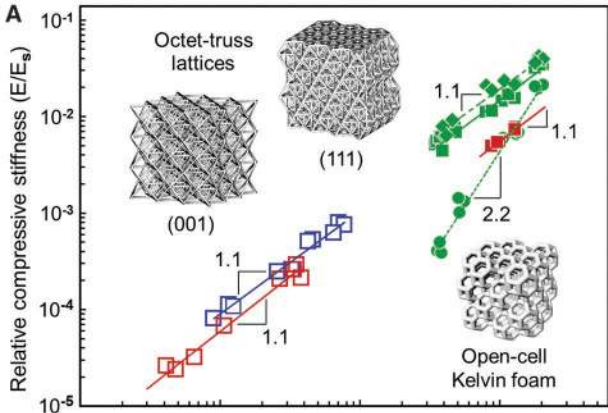 A
Relative compressive stiffness (E/Es)
10-1
10-2
10-3
10-4
10-5
Octet-truss
lattices
(001)
(111)
1.1
1.1
2.2
1.1
1.1
Open-cell
Kelvin foam